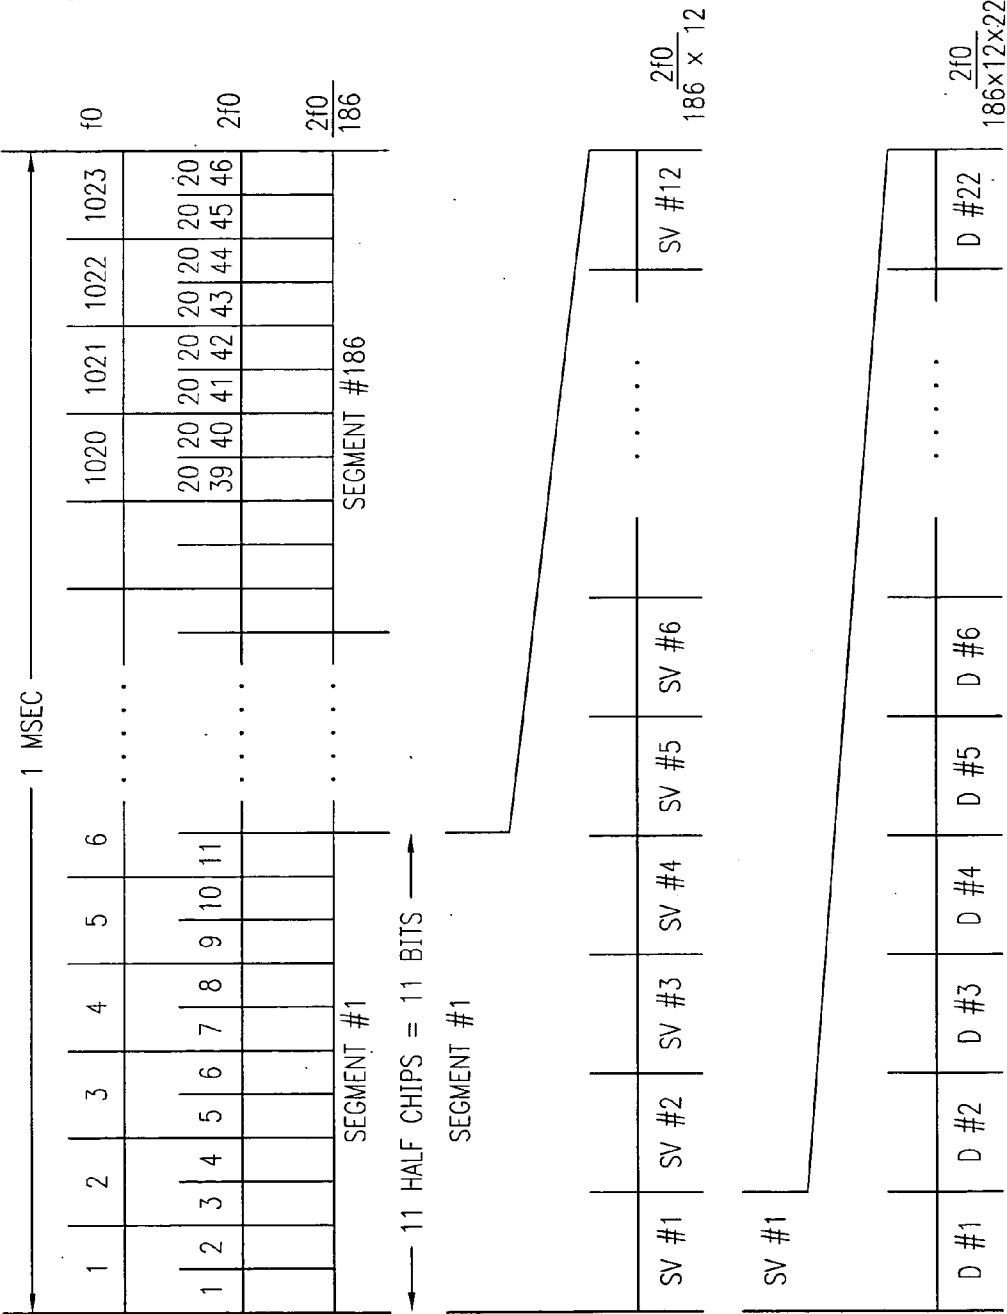 1 MSEC
1 2 3 4 5 6 ..... 1020 1021 1022 1023 f0
1 2 3 4 5 6 7 8 9 10 11 ..... 20 20 20 20 20 20 20 20 2f0
39 40 41 42 43 44 45 46
..... 2f0
186
SEGMENT #1 SEGMENT #186
11 HALF CHIPS = 11 BITS
SEGMENT #1
SV #1 SV #2 SV #3 SV #4 SV #5 SV #6 ..... SV #12 2f0
186 x 12
SV #1
D #1 D #2 D #3 D #4 D #5 D #6 ..... D #22 2f0
186x12x22